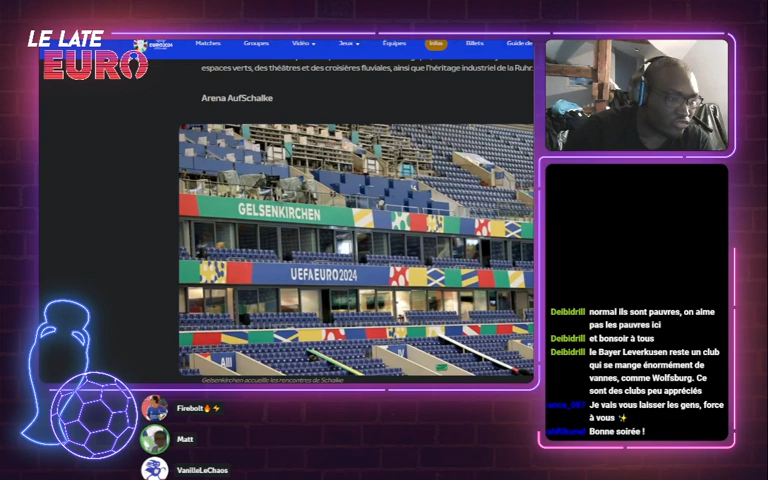 LE LATE
EURO
EURO2024
Matches
Groupes
Vidéo
Jeux
Équipes
Infos
Billets
Guide de
espaces verts, des théâtres et des croisières fluviales, ainsi que l'héritage industriel de la Ruhr.
Arena AufSchalke
GELSENKIRCHEN
UEFAEURO2024
Gelsenkirchen accueille les rencontres de Schalke
Deibidrill normal ils sont pauvres, on aime
pas les pauvres ici
Deibidrill et bonsoir à tous
Deibidrill le Bayer Leverkusen reste un club
qui se mange énormément de
vannes, comme Wolfsburg. Ce
sont des clubs peu appréciés
Je vais vous laisser les gens, force
à vous ✨
Bonne soirée !
Firebolt🔥⚡
Matt
VanilleLeChaos